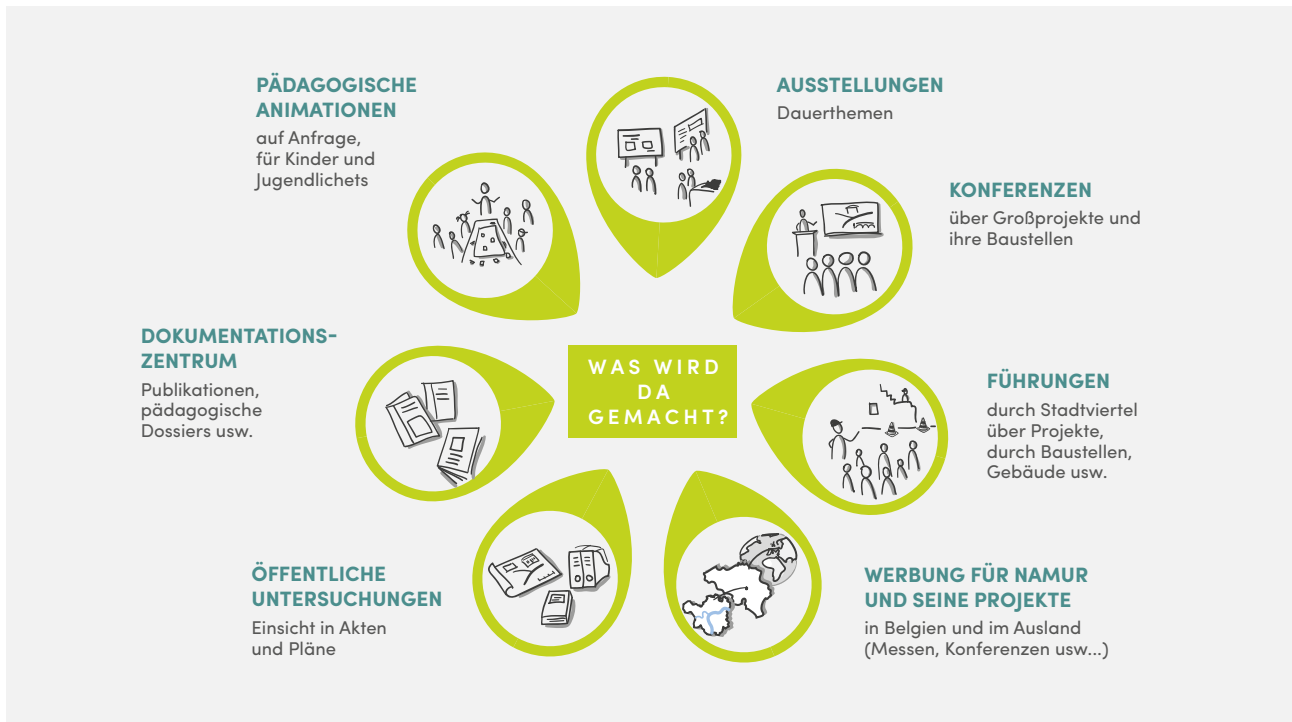 PÄDAGOGISCHE
ANIMATIONEN
auf Anfrage,
für Kinder und
Jugendlichets
AUSSTELLUNGEN
Dauerthemen
KONFERENZEN
über Großprojekte und
ihre Baustellen
DOKUMENTATIONS-
ZENTRUM
Publikationen,
pädagogische
Dossiers usw.
WAS WIRD
DA
GEMACHT?
FÜHRUNGEN
durch Stadtviertel
über Projekte,
durch Baustellen,
Gebäude usw.
ÖFFENTLICHE
UNTERSUCHUNGEN
Einsicht in Akten
und Pläne
WERBUNG FÜR NAMUR
UND SEINE PROJEKTE
in Belgien und im Ausland
(Messen, Konferenzen usw...)